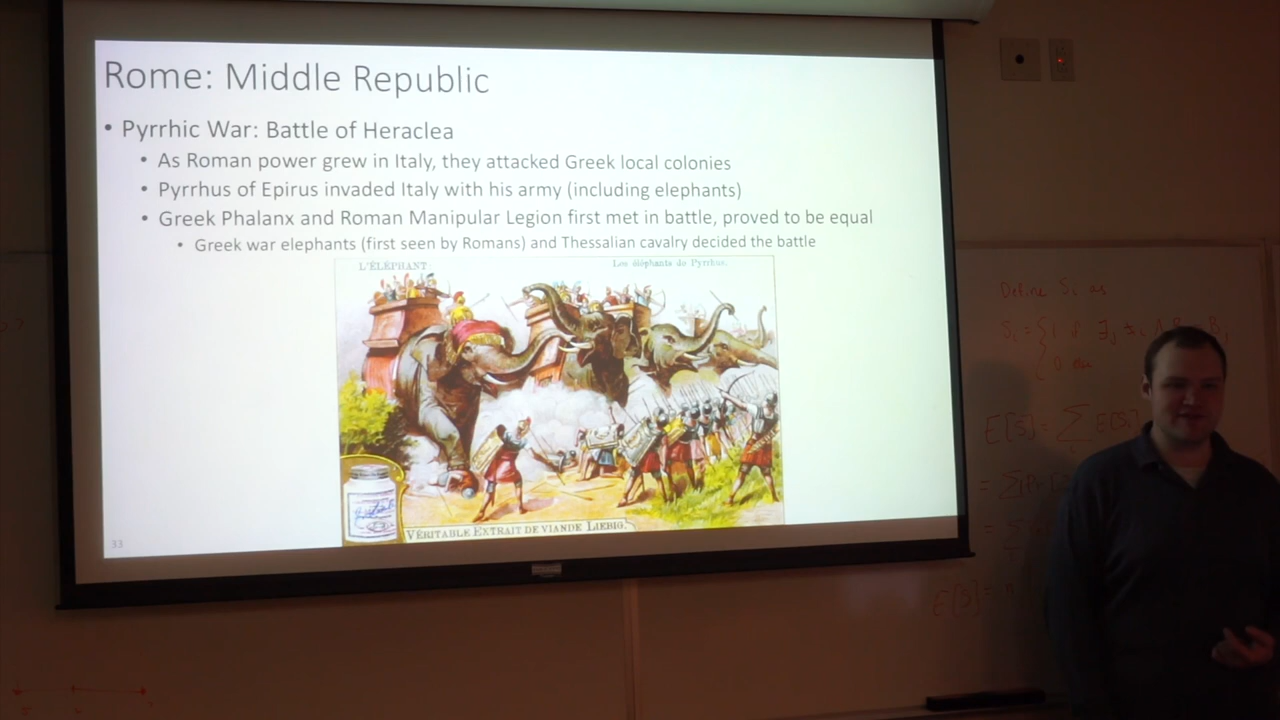 Rome: Middle Republic
• Pyrrhic War: Battle of Heraclea
• As Roman power grew in Italy, they attacked Greek local colonies
• Pyrrhus of Epirus invaded Italy with his army (including elephants)
• Greek Phalanx and Roman Manipular Legion first met in battle, proved to be equal
• Greek war elephants (first seen by Romans) and Thessalian cavalry decided the battle
L'ÉLÉPHANT.
Les éléphants de Pyrrhus.
VÉRITABLE EXTRAIT DE VIANDE LIEBIG.
33
Define Si as